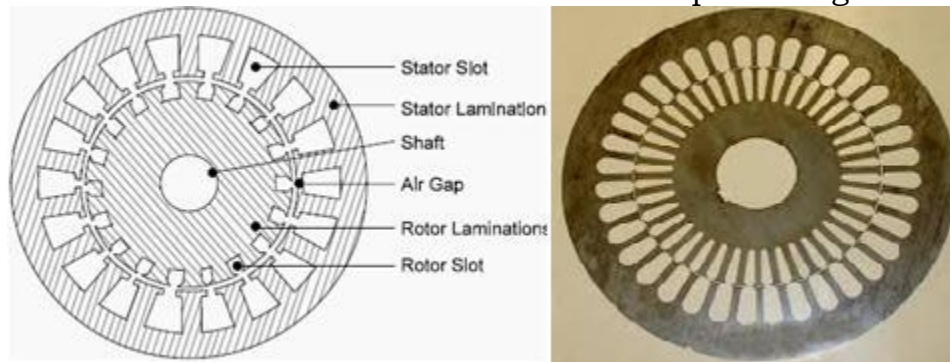 Stator Slot
Stator Lamination
Shaft
Air Gap
Rotor Laminations
Rotor Slot